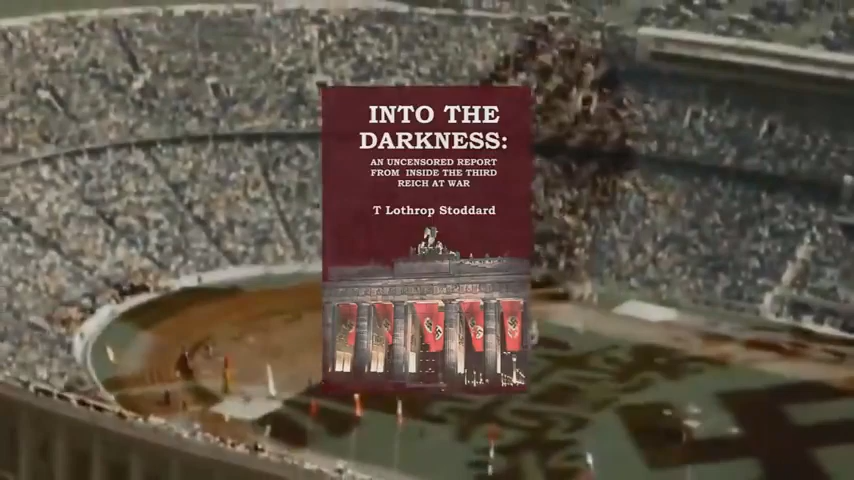 INTO THE
DARKNESS:
AN UNCENSORED REPORT
FROM INSIDE THE THIRD
REICH AT WAR
T Lothrop Stoddard